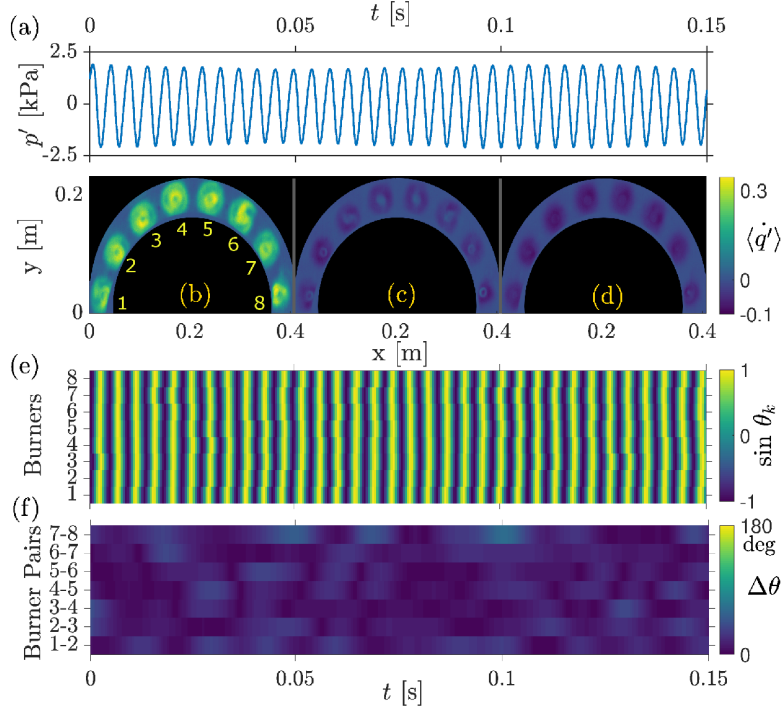 (a)
t [s]
0 0.05 0.1 0.15
2.5
0
-2.5
p′ [kPa]
0.2
0
y [m]
1 2 3 4 5 6 7 8
(b) (c) (d)
0.3
0
-0.1
⟨q̇′⟩
0 0.2 0.4 0.2 0.4 0.2 0.4
x [m]
(e)
8
7
6
5
4
3
2
1
Burners
1
0
-1
sin θk
(f)
7-8
6-7
5-6
4-5
3-4
2-3
1-2
Burner Pairs
180
deg
Δθ
0
0 0.05 0.1 0.15
t [s]